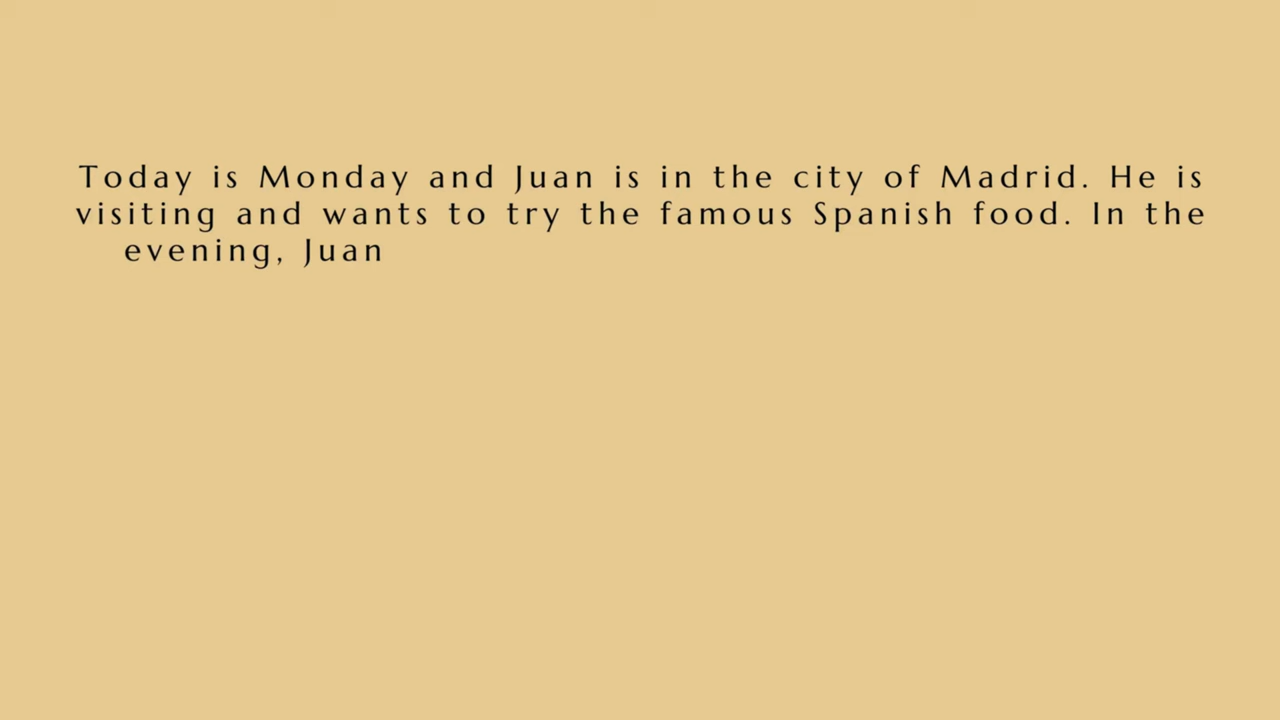 Today is Monday and Juan is in the city of Madrid. He is
visiting and wants to try the famous Spanish food. In the
evening, Juan